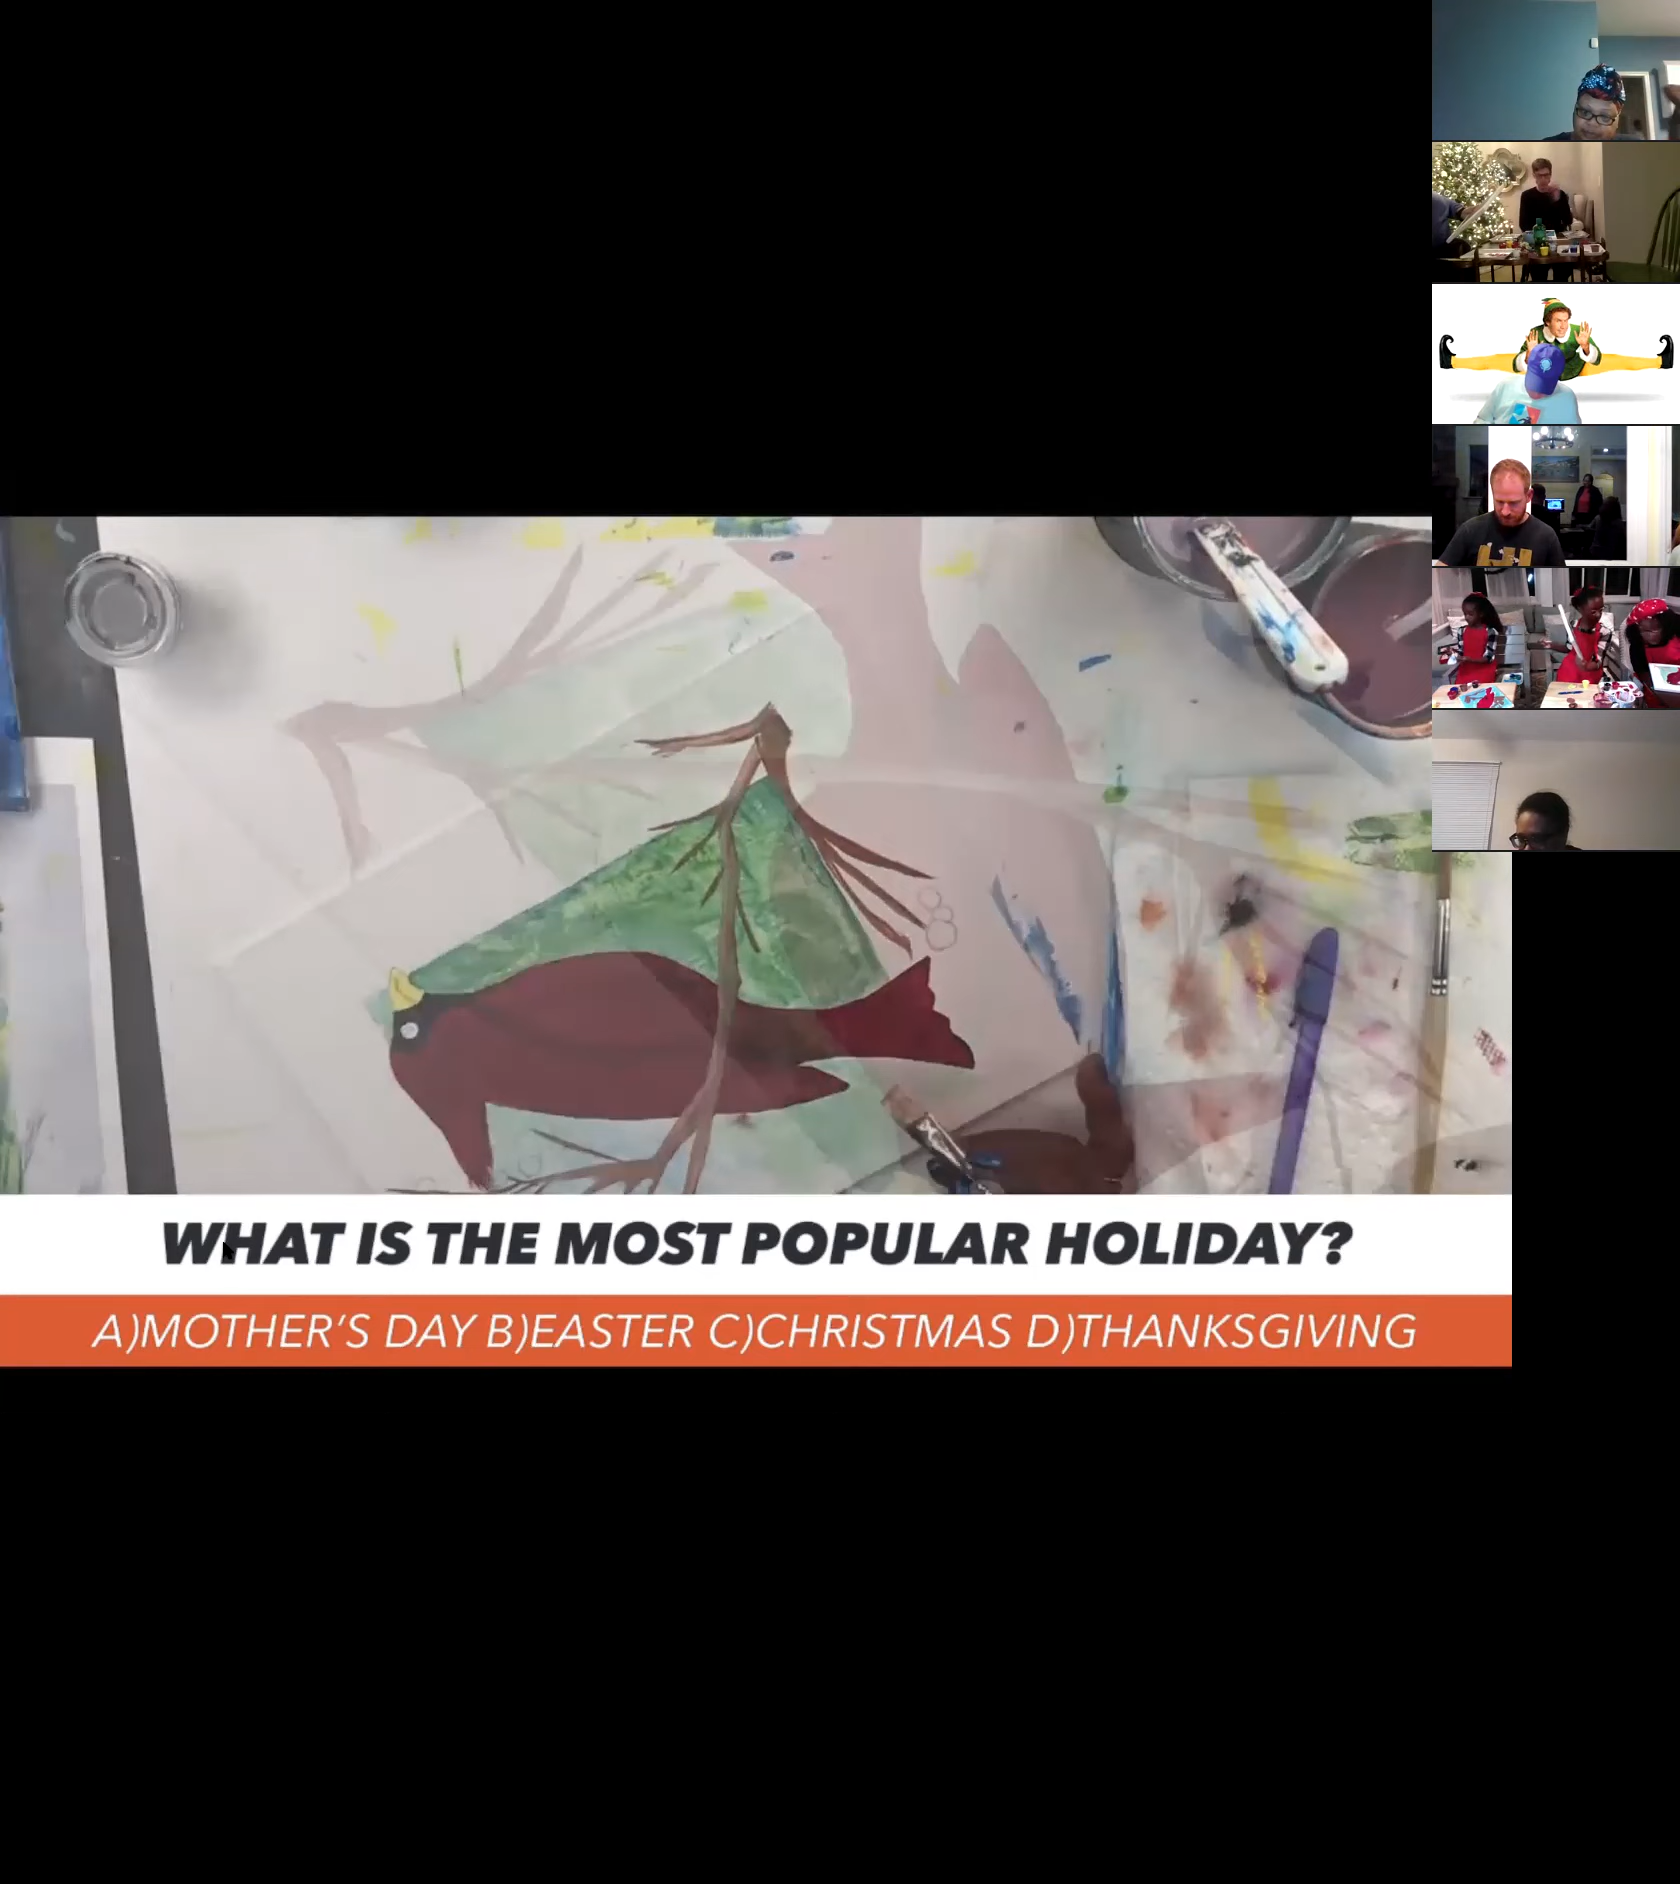 WHAT IS THE MOST POPULAR HOLIDAY?
A)MOTHER'S DAY B)EASTER C)CHRISTMAS D)THANKSGIVING